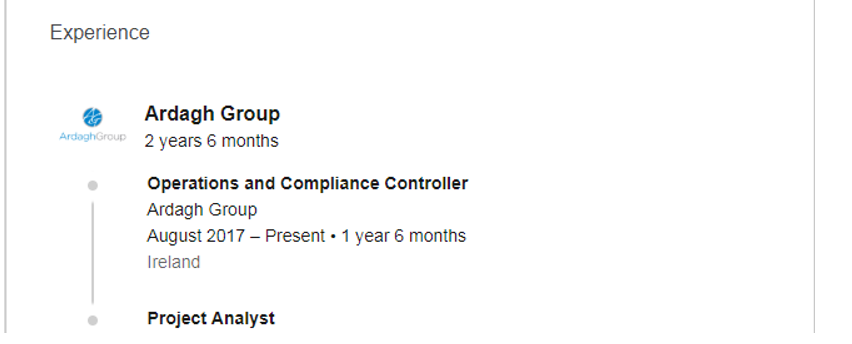 Experience
Ardagh Group
ArdaghGroup
2 years 6 months
Operations and Compliance Controller
Ardagh Group
August 2017 – Present • 1 year 6 months
Ireland
Project Analyst